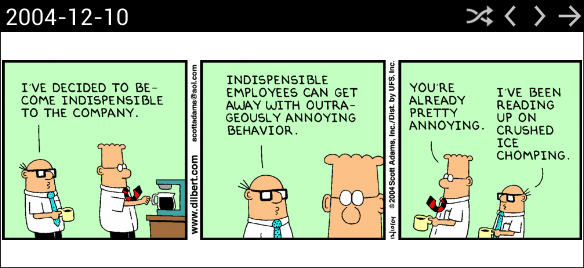 2004-12-10
I'VE DECIDED TO BE-
COME INDISPENSIBLE
TO THE COMPANY.
www.dilbert.com
scottadams@aol.com
INDISPENSIBLE
EMPLOYEES CAN GET
AWAY WITH OUTRA-
GEOUSLY ANNOYING
BEHAVIOR.
© 2004 Scott Adams, Inc./Dist. by UFS, Inc.
YOU'RE
ALREADY
PRETTY
ANNOYING.
I'VE BEEN
READING
UP ON
CRUSHED
ICE
CHOMPING.